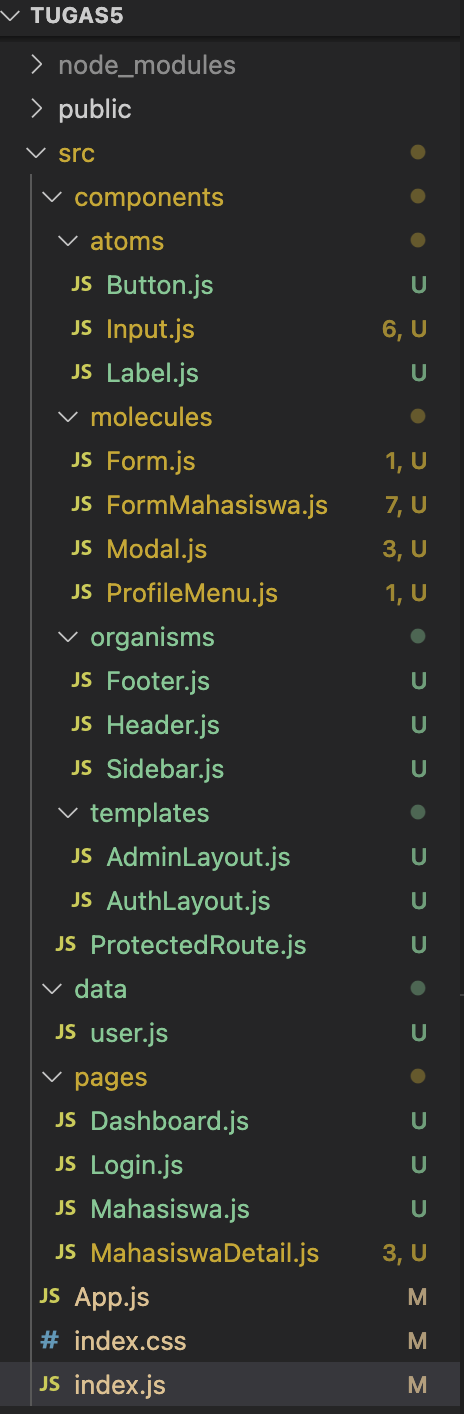 TUGAS5
node_modules
public
src
components
atoms
JS Button.js U
JS Input.js 6, U
JS Label.js U
molecules
JS Form.js 1, U
JS FormMahasiswa.js 7, U
JS Modal.js 3, U
JS ProfileMenu.js 1, U
organisms
JS Footer.js U
JS Header.js U
JS Sidebar.js U
templates
JS AdminLayout.js U
JS AuthLayout.js U
JS ProtectedRoute.js U
data
JS user.js U
pages
JS Dashboard.js U
JS Login.js U
JS Mahasiswa.js U
JS MahasiswaDetail.js 3, U
JS App.js M
# index.css M
JS index.js M